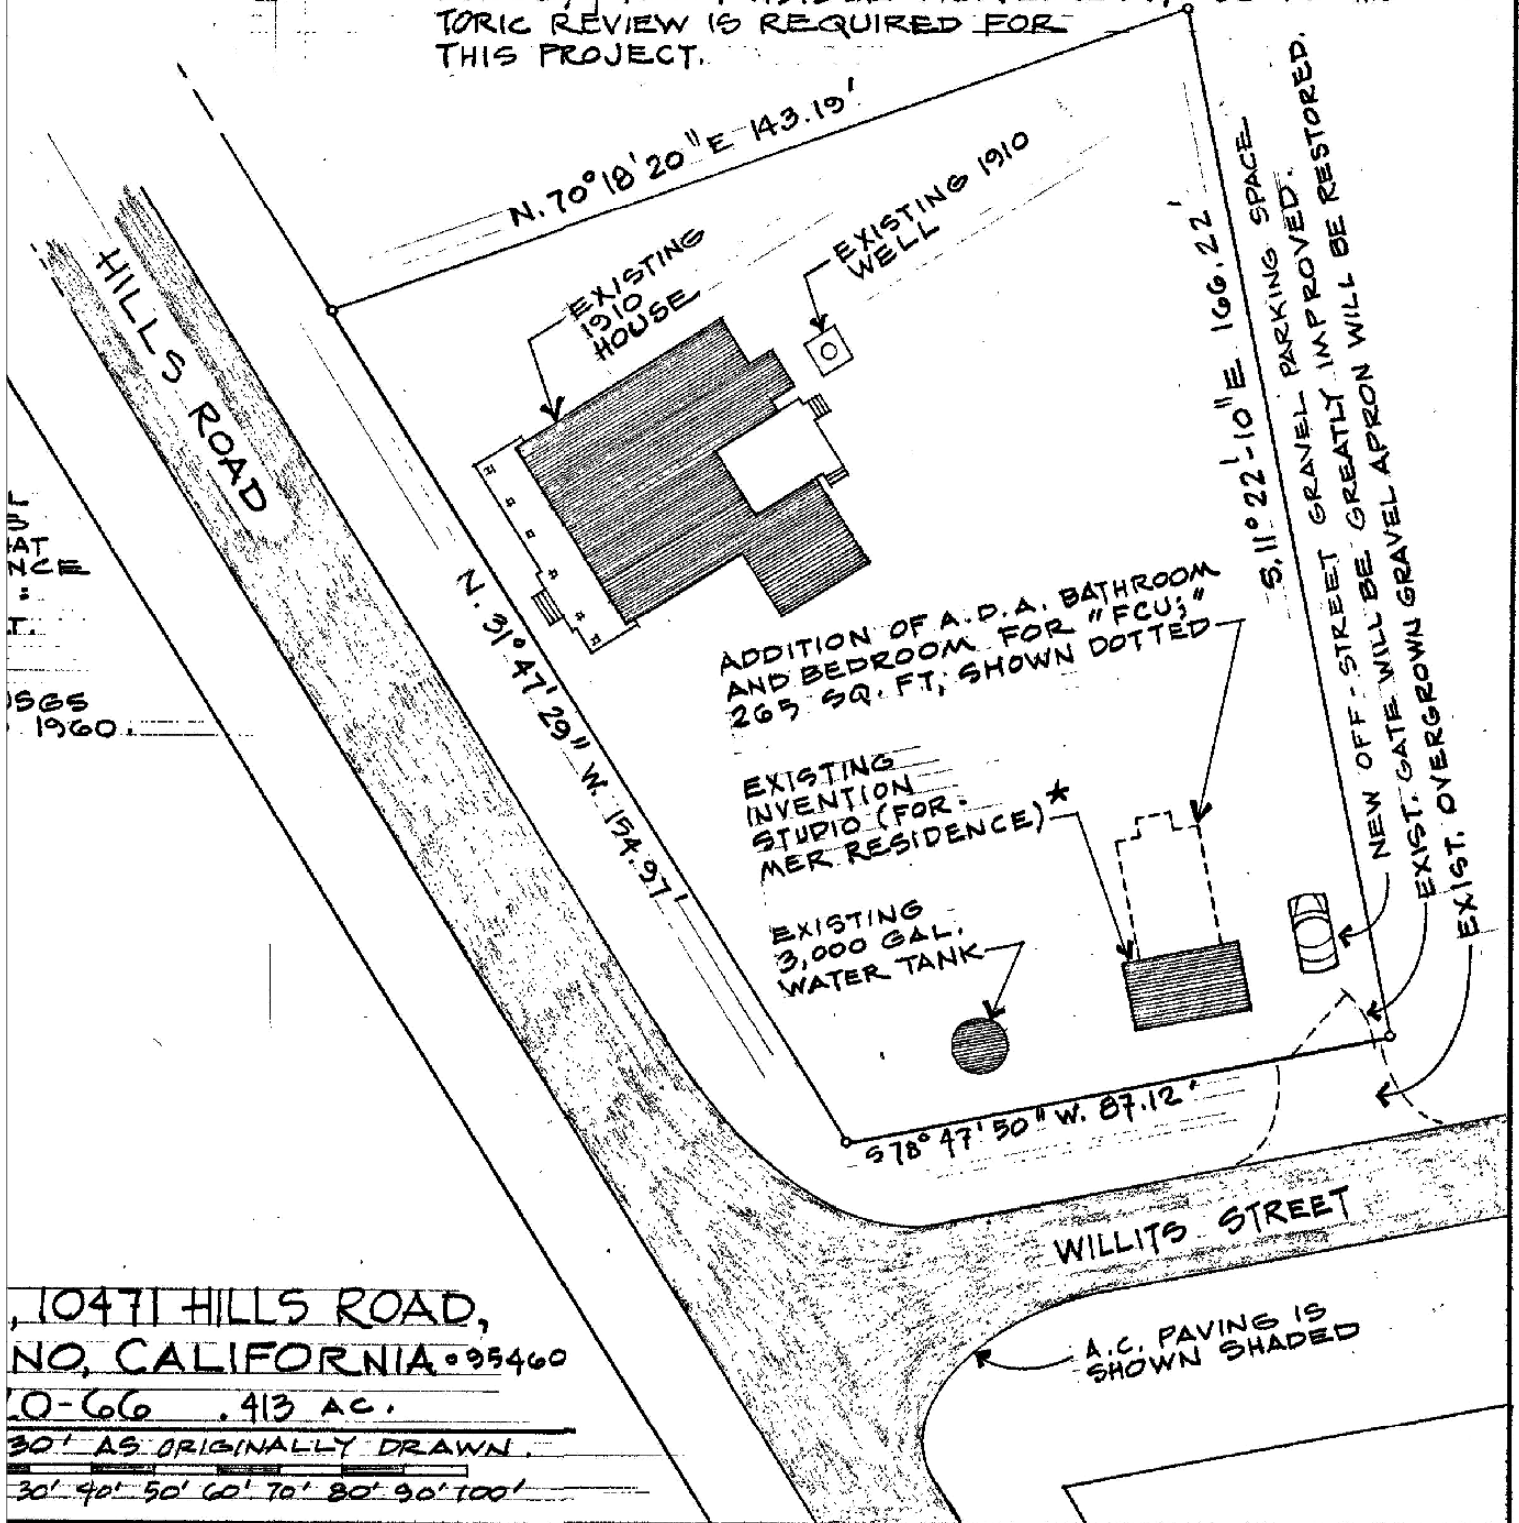 TORIC REVIEW IS REQUIRED FOR
THIS PROJECT.
N. 70° 18' 20" E 143.19'
EXISTING 1910
WELL
EXISTING
1910
HOUSE
HILLS ROAD
S. 11° 22'-10" E 166.22'
NEW OFF-STREET GRAVEL PARKING SPACE
EXIST. GATE WILL BE GREATLY IMPROVED.
EXIST. OVERGROWN GRAVEL APRON WILL BE RESTORED.
AT
NCE
:
T.
USGS
1960.
N. 31° 47' 29" W. 154.97'
ADDITION OF A.D.A. BATHROOM
AND BEDROOM FOR "FCU;"
265 SQ. FT, SHOWN DOTTED
EXISTING
INVENTION
STUDIO (FOR-
MER RESIDENCE)*
EXISTING
3,000 GAL.
WATER TANK
S 78° 47' 50" W. 87.12'
WILLITS STREET
A.C. PAVING IS
SHOWN SHADED
, 10471 HILLS ROAD,
NO, CALIFORNIA • 95460
0-66 .413 AC.
30' AS ORIGINALLY DRAWN.
30' 40' 50' 60' 70' 80' 90' 100'